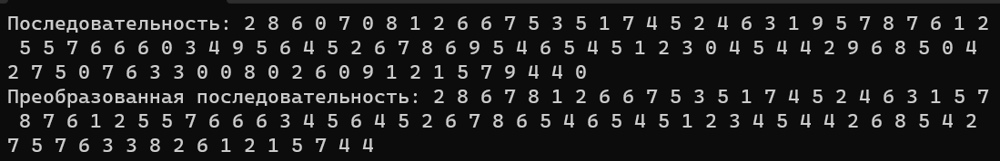 Последовательность: 2 8 6 0 7 0 8 1 2 6 6 7 5 3 5 1 7 4 5 2 4 6 3 1 9 5 7 8 7 6 1 2
5 5 7 6 6 6 0 3 4 9 5 6 4 5 2 6 7 8 6 9 5 4 6 5 4 5 1 2 3 0 4 5 4 4 2 9 6 8 5 0 4
2 7 5 0 7 6 3 3 0 0 8 0 2 6 0 9 1 2 1 5 7 9 4 4 0
Преобразованная последовательность: 2 8 6 7 8 1 2 6 6 7 5 3 5 1 7 4 5 2 4 6 3 1 5 7
8 7 6 1 2 5 5 7 6 6 6 3 4 5 6 4 5 2 6 7 8 6 5 4 6 5 4 5 1 2 3 4 5 4 4 2 6 8 5 4 2
7 5 7 6 3 3 8 2 6 1 2 1 5 7 4 4